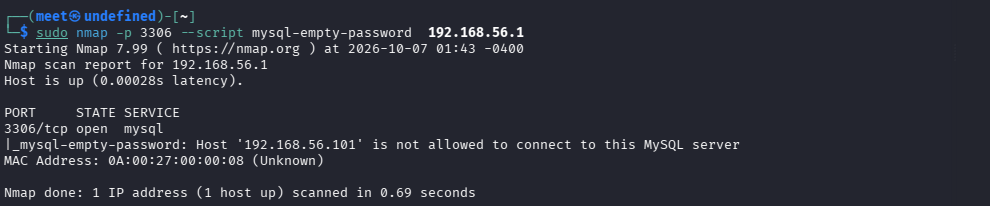 ┌──(meet㉿undefined)-[~]
└─$ sudo nmap -p 3306 --script mysql-empty-password  192.168.56.1
Starting Nmap 7.99 ( https://nmap.org ) at 2026-10-07 01:43 -0400
Nmap scan report for 192.168.56.1
Host is up (0.00028s latency).

PORT     STATE SERVICE
3306/tcp open  mysql
|_mysql-empty-password: Host '192.168.56.101' is not allowed to connect to this MySQL server
MAC Address: 0A:00:27:00:00:08 (Unknown)

Nmap done: 1 IP address (1 host up) scanned in 0.69 seconds